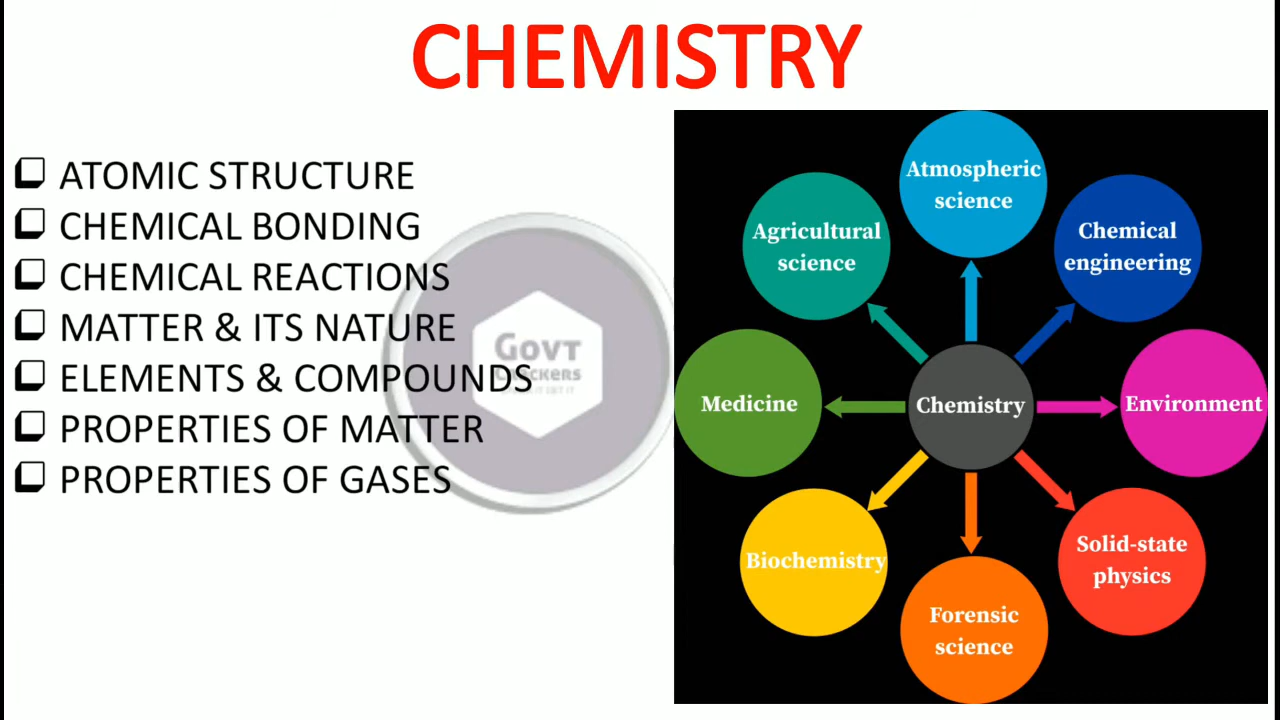 CHEMISTRY
ATOMIC STRUCTURE
CHEMICAL BONDING
CHEMICAL REACTIONS
MATTER & ITS NATURE
ELEMENTS & COMPOUNDS
PROPERTIES OF MATTER
PROPERTIES OF GASES
GOVT
Atmospheric
science
Agricultural
science
Chemical
engineering
Medicine
Chemistry
Environment
Biochemistry
Solid-state
physics
Forensic
science